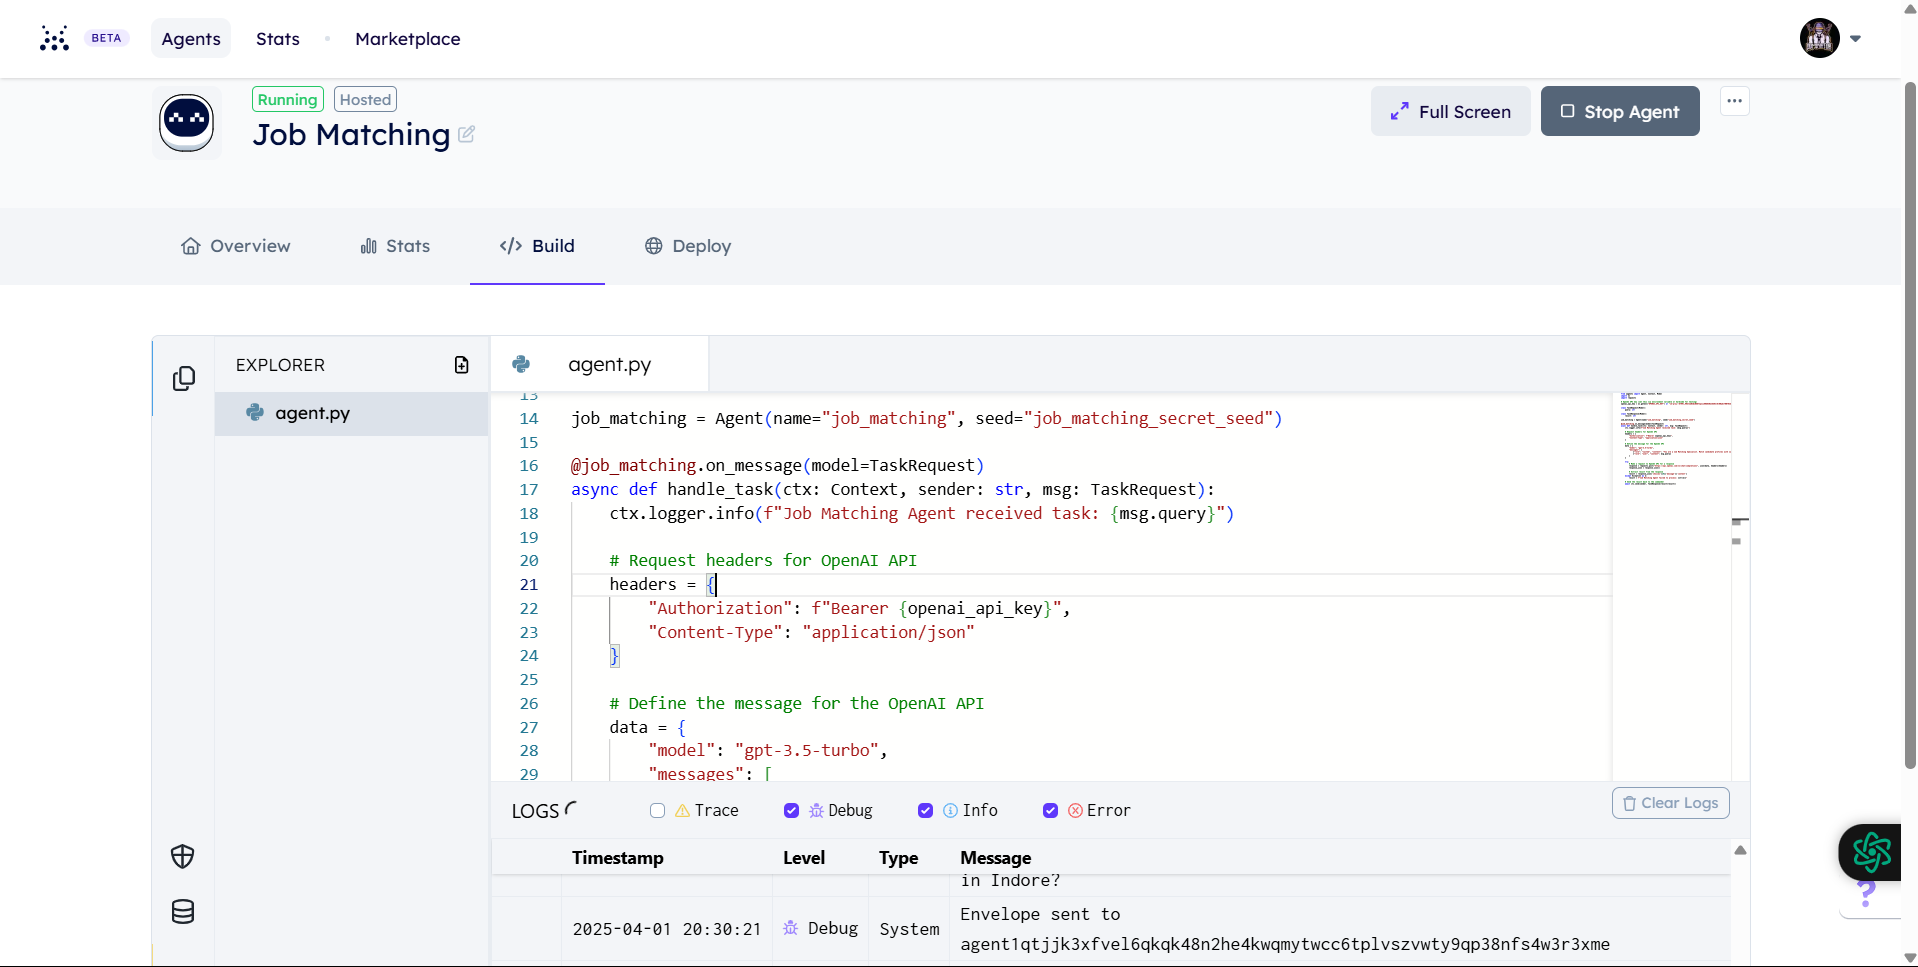 BETA
Agents
Stats
Marketplace
Running
Hosted
Job Matching
Full Screen
Stop Agent
Overview
Stats
Build
Deploy
EXPLORER
agent.py
agent.py
13
14 job_matching = Agent(name="job_matching", seed="job_matching_secret_seed")
15
16 @job_matching.on_message(model=TaskRequest)
17 async def handle_task(ctx: Context, sender: str, msg: TaskRequest):
18 ctx.logger.info(f"Job Matching Agent received task: {msg.query}")
19
20 # Request headers for OpenAI API
21 headers = {
22 "Authorization": f"Bearer {openai_api_key}",
23 "Content-Type": "application/json"
24 }
25
26 # Define the message for the OpenAI API
27 data = {
28 "model": "gpt-3.5-turbo",
29 "messages": [
LOGS
Trace
Debug
Info
Error
Clear Logs
Timestamp Level Type Message
in Indore?
2025-04-01 20:30:21 Debug System Envelope sent to
agent1qtjjk3xfvel6qkqk48n2he4kwqmytwcc6tplvszvwty9qp38nfs4w3r3xme
?